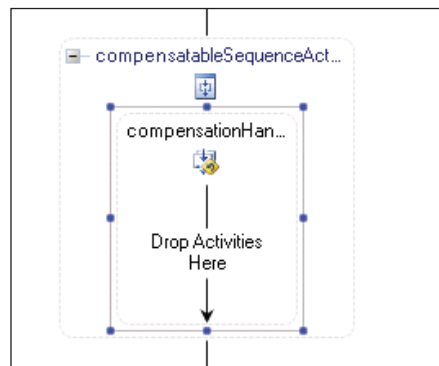 compensatableSequenceAct...
compensationHan...
Drop Activities
Here